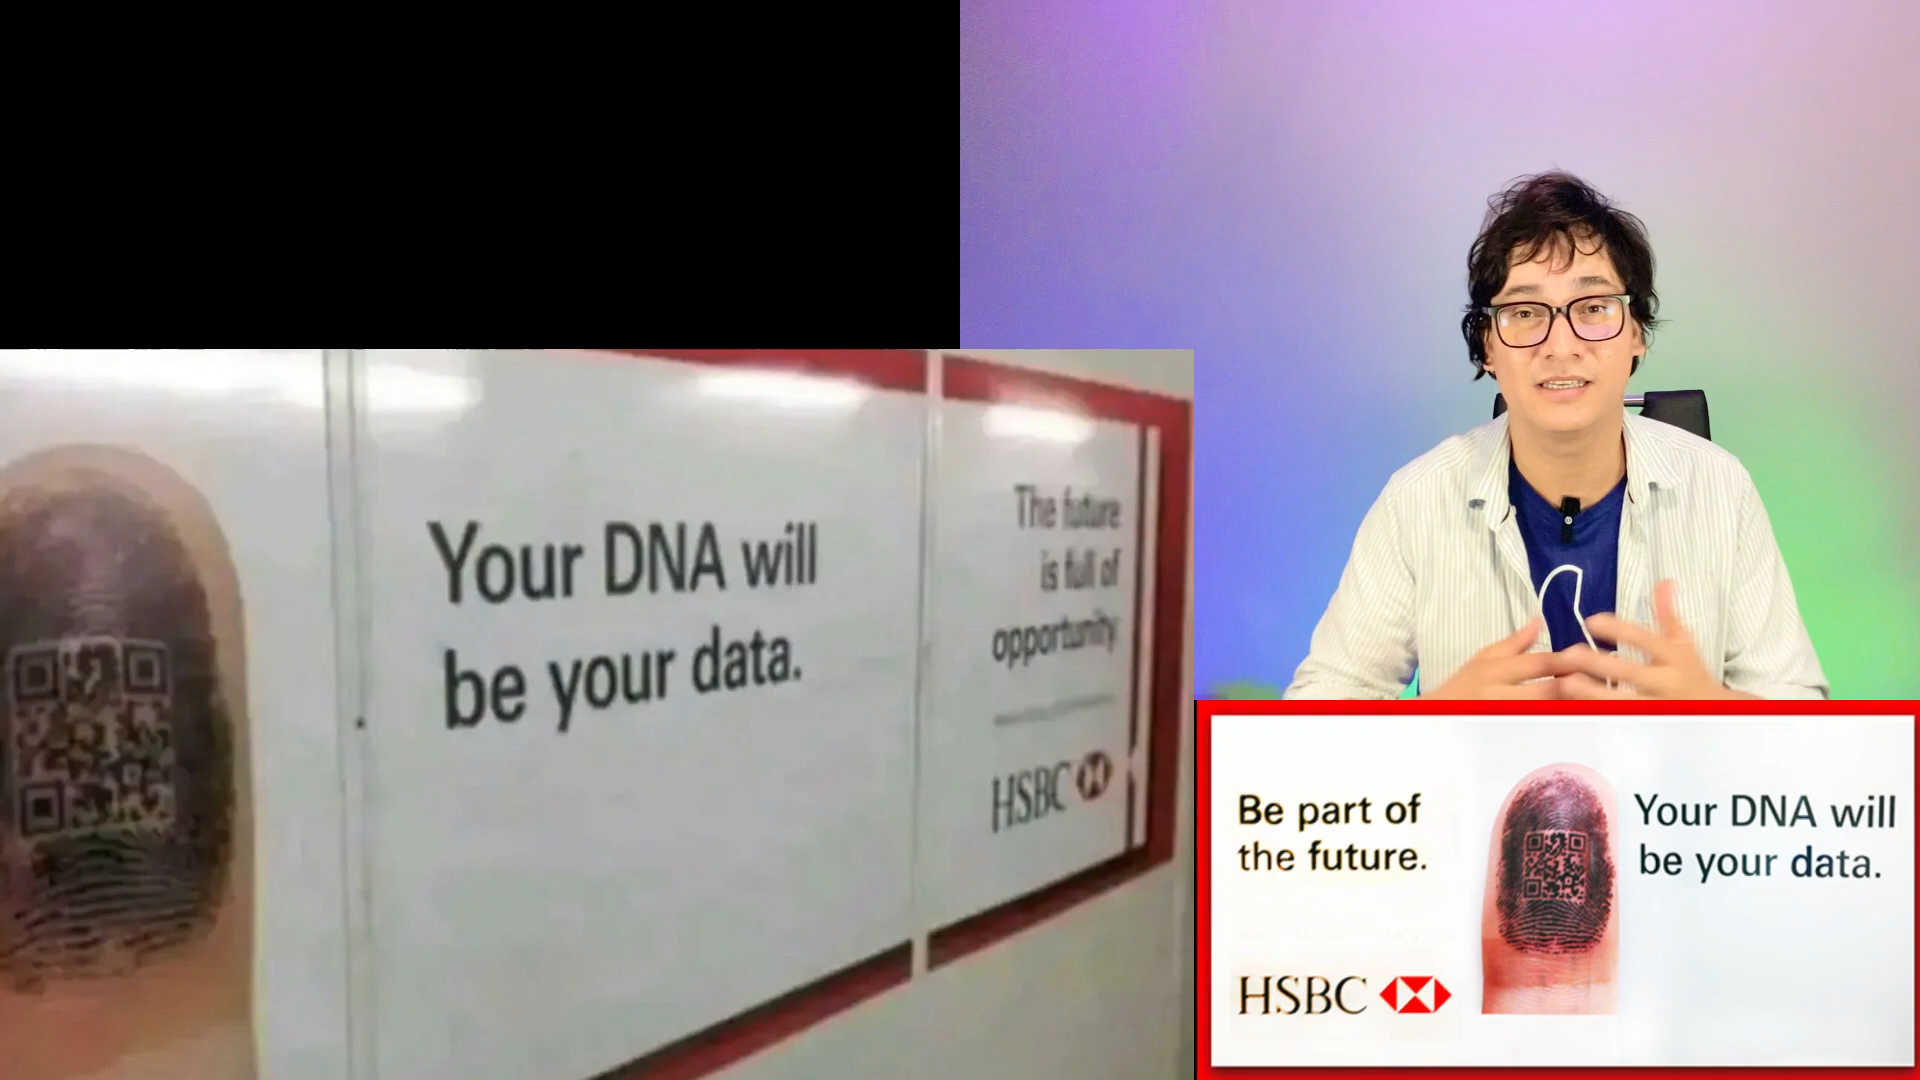 Your DNA will
be your data.
The future
is full of
opportunity
HSBC
Be part of
the future.
HSBC
Your DNA will
be your data.